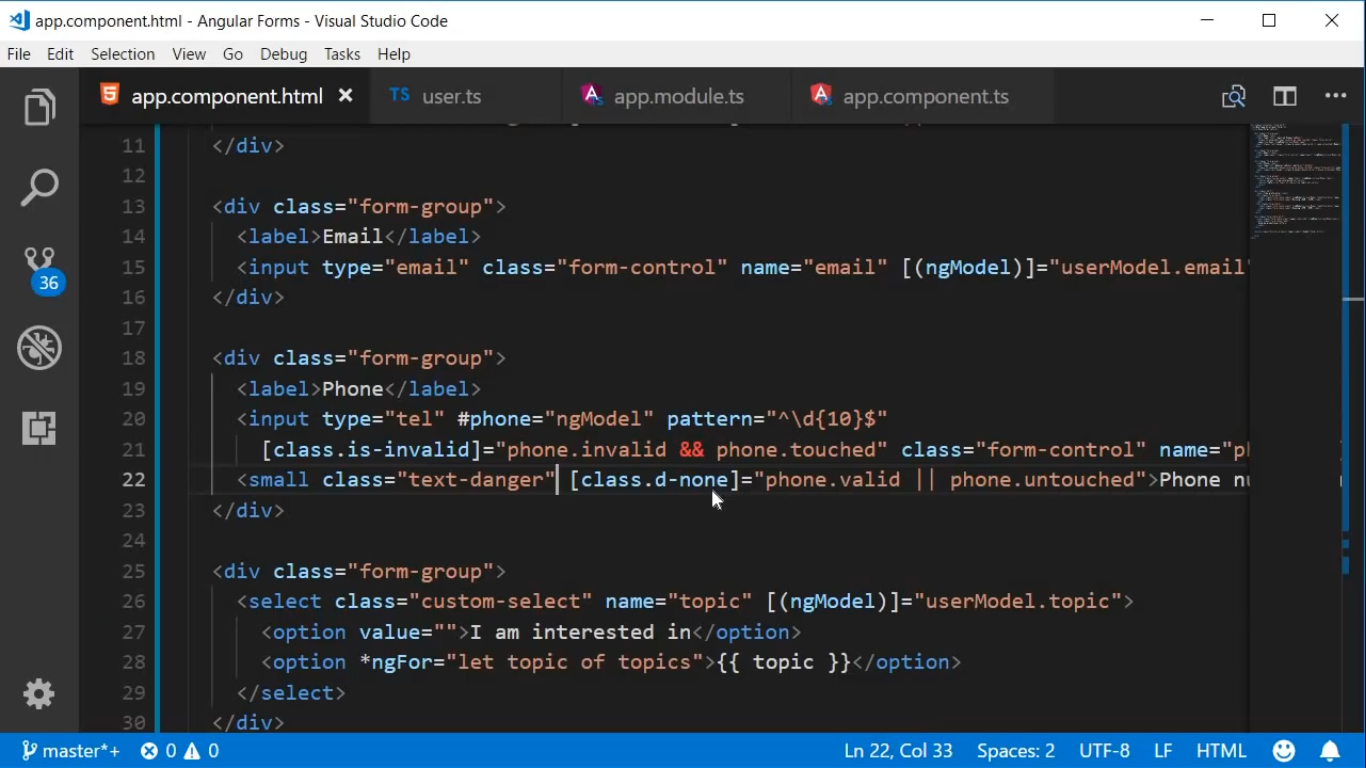 app.component.html - Angular Forms - Visual Studio Code
File Edit Selection View Go Debug Tasks Help
app.component.html TS user.ts app.module.ts app.component.ts
11 </div>
12
13 <div class="form-group">
14 <label>Email</label>
15 <input type="email" class="form-control" name="email" [(ngModel)]="userModel.email"
16 </div>
17
18 <div class="form-group">
19 <label>Phone</label>
20 <input type="tel" #phone="ngModel" pattern="^\d{10}$"
21 [class.is-invalid]="phone.invalid && phone.touched" class="form-control" name="ph
22 <small class="text-danger" [class.d-none]="phone.valid || phone.untouched">Phone
23 </div>
24
25 <div class="form-group">
26 <select class="custom-select" name="topic" [(ngModel)]="userModel.topic">
27 <option value="">I am interested in</option>
28 <option *ngFor="let topic of topics">{{ topic }}</option>
29 </select>
30 </div>
36
master*+ 0 0 Ln 22, Col 33 Spaces: 2 UTF-8 LF HTML